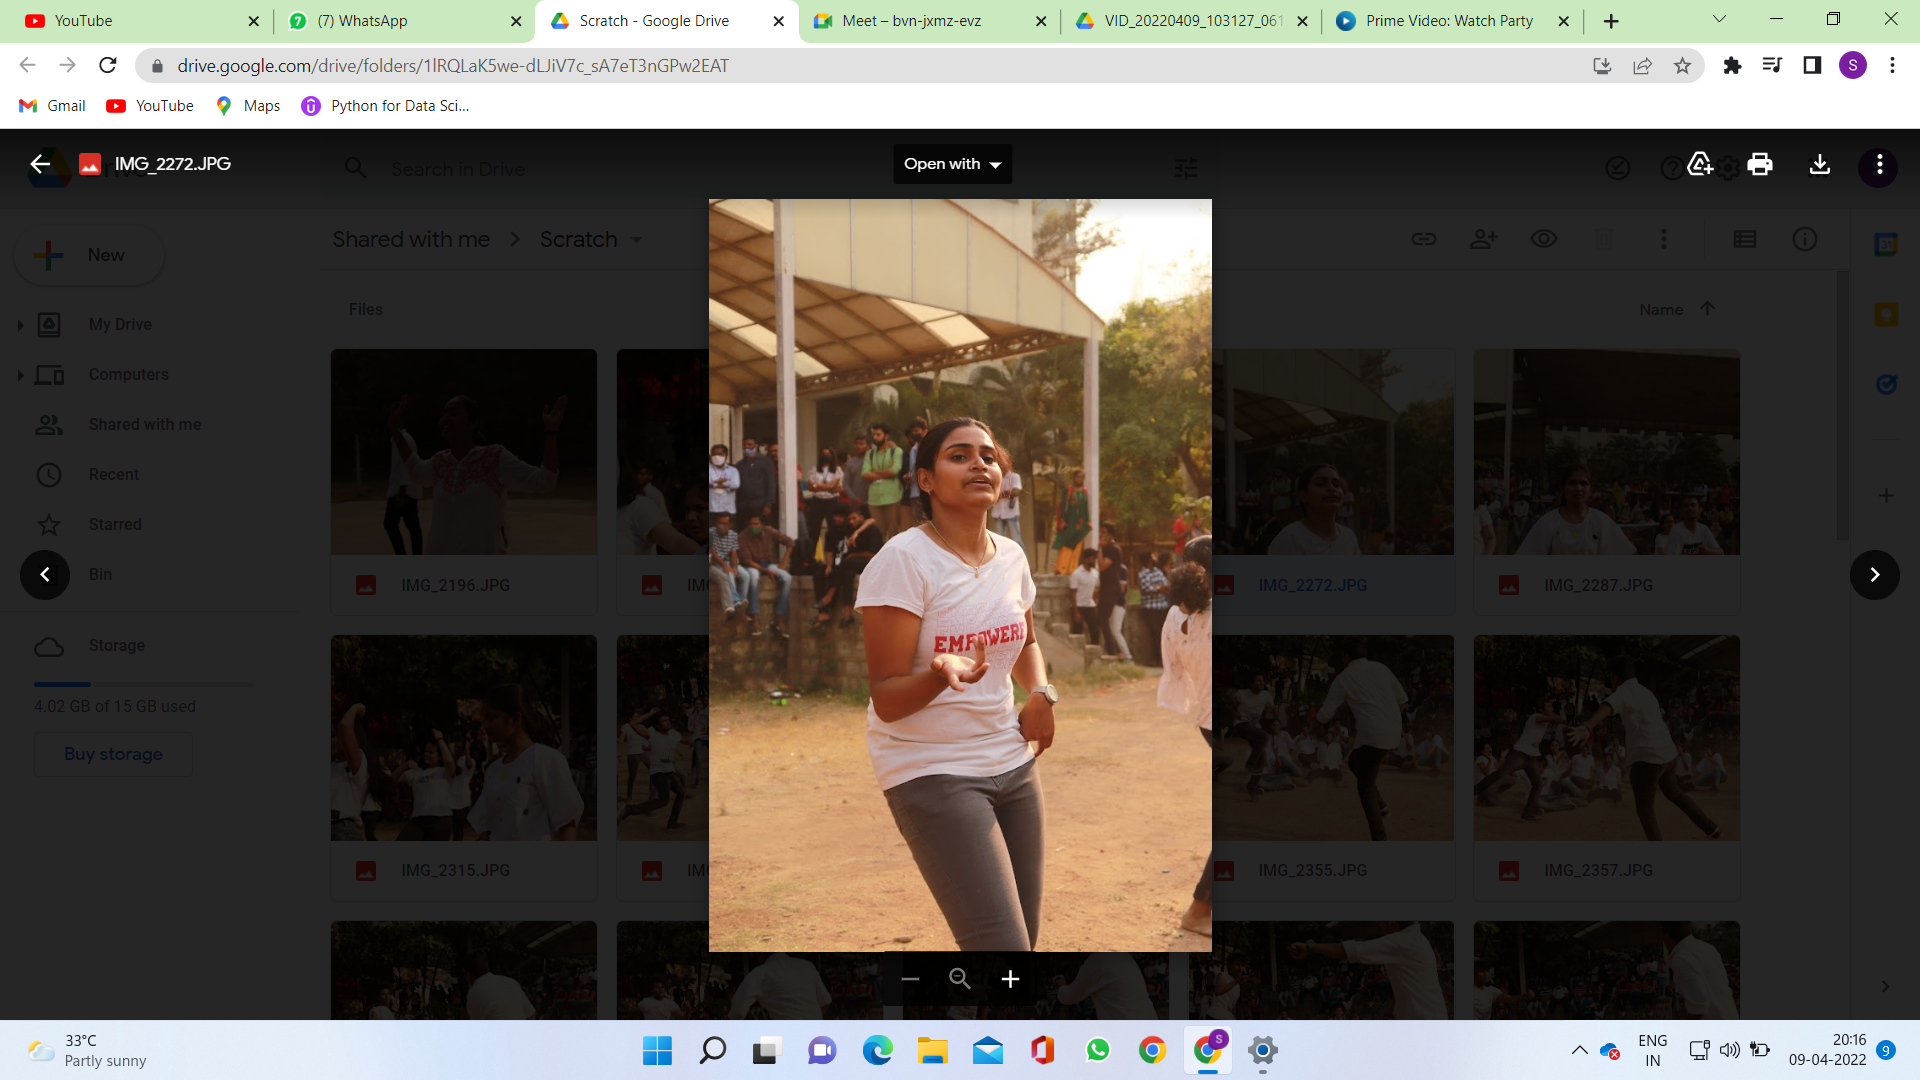 YouTube
(7) WhatsApp
Scratch - Google Drive
Meet – bvn-jxmz-evz
VID_20220409_103127_061
Prime Video: Watch Party
drive.google.com/drive/folders/1lRQLaK5we-dLJiV7c_sA7eT3nGPw2EAT
S
Gmail
YouTube
Maps
Python for Data Sci...
IMG_2272.JPG
Search in Drive
Open with
New
Shared with me
Scratch
Files
Name
My Drive
Computers
Shared with me
Recent
Starred
Bin
Storage
4.02 GB of 15 GB used
Buy storage
IMG_2196.JPG
IM
IMG_2272.JPG
IMG_2287.JPG
EMPOWERE
IMG_2315.JPG
IM
IMG_2355.JPG
IMG_2357.JPG
33°C
Partly sunny
S
ENG
IN
20:16
09-04-2022
9